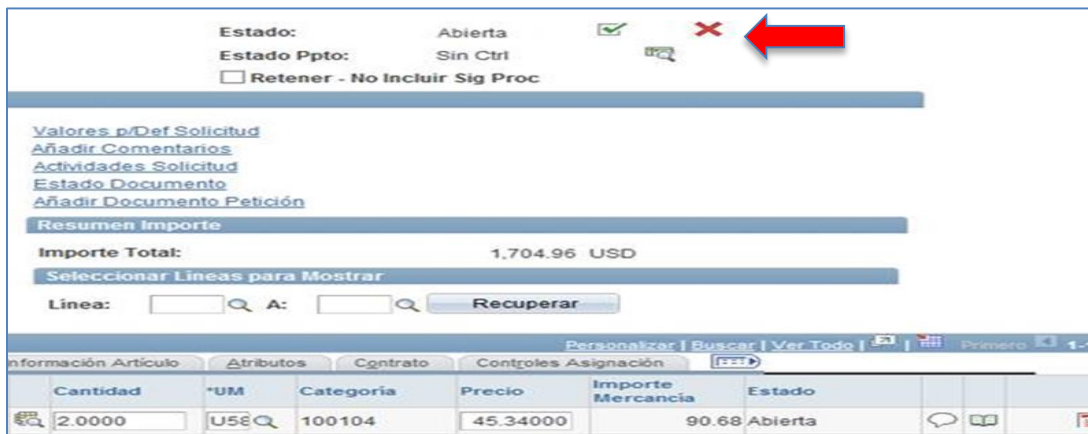 Estado: Abierta
Estado Ppto: Sin Ctrl
Retener - No Incluir Sig Proc
Valores p/Def Solicitud
Añadir Comentarios
Actividades Solicitud
Estado Documento
Añadir Documento Petición
Resumen Importe
Importe Total: 1,704.96 USD
Seleccionar Líneas para Mostrar
Línea: A: Recuperar
Personalizar | Buscar | Ver Todo | | Primero 1-
nformación Artículo Atributos Contrato Controles Asignación
Cantidad *UM Categoría Precio Importe Mercancía Estado
2.0000 U58 100104 45.34000 90.68 Abierta